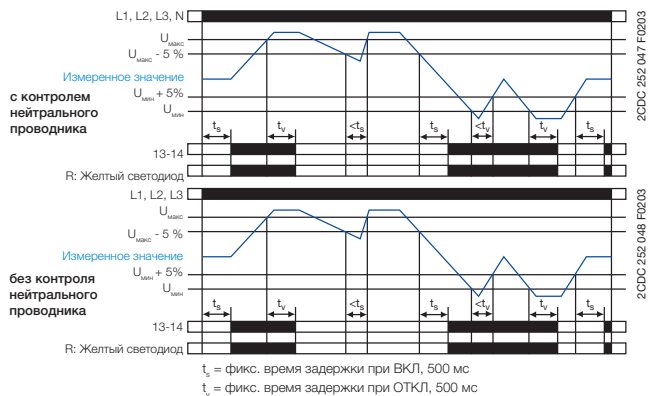 L1, L2, L3, N
Uмакс
Uмакс - 5 %
Измеренное значение
с контролем
нейтрального
проводника
Uмин + 5%
Uмин
ts
tv
<ts
ts
<tv
tv
ts
13-14
R: Желтый светодиод
2CDC 252 047 F0203
L1, L2, L3
Uмакс
Uмакс - 5 %
Измеренное значение
без контроля
нейтрального
проводника
Uмин + 5%
Uмин
ts
tv
<ts
ts
<tv
tv
ts
13-14
R: Желтый светодиод
2CDC 252 048 F0203
ts = фикс. время задержки при ВКЛ, 500 мс
tv = фикс. время задержки при ОТКЛ, 500 мс